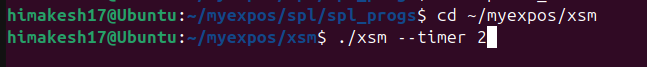 himakesh17@Ubuntu:~/myexpos/spl/spl_progs$ cd ~/myexpos/xsm
himakesh17@Ubuntu:~/myexpos/xsm$ ./xsm --timer 2